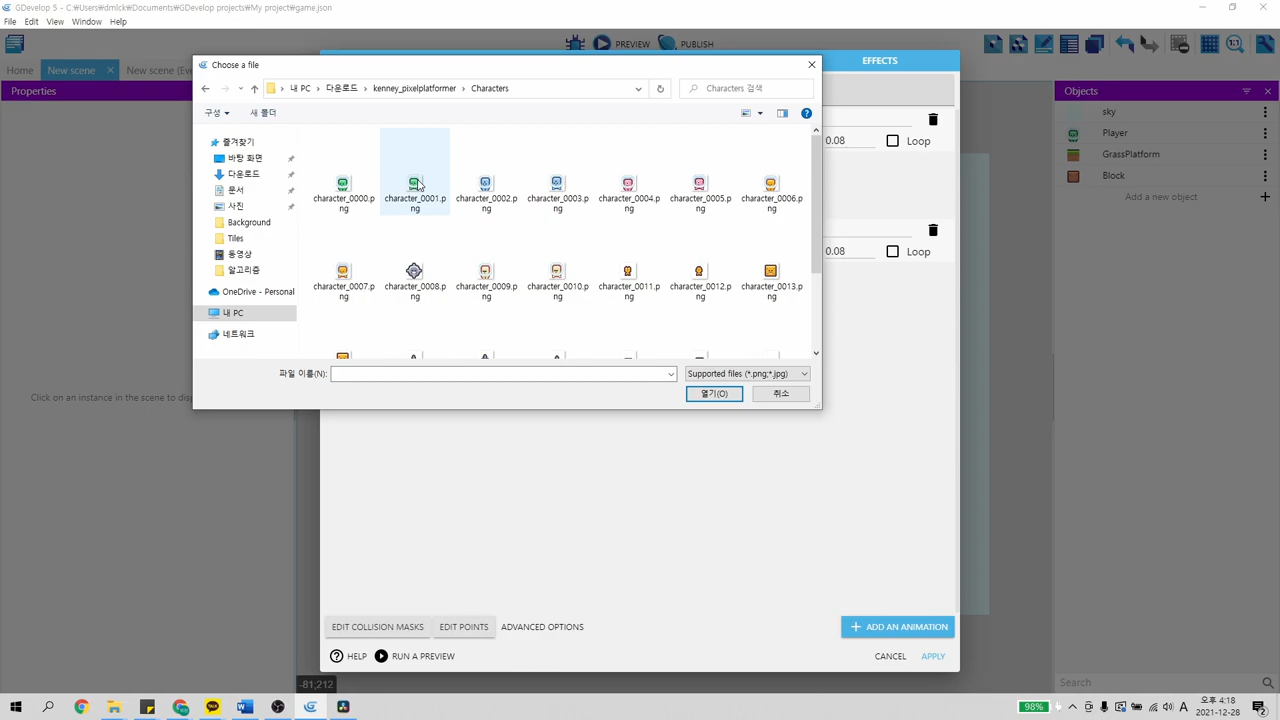 GDevelop 5 - C:₩Users₩dmlck₩Documents₩GDevelop projects₩My project₩game.json
File Edit View Window Help
PREVIEW PUBLISH
Home New scene × New scene (Eve
Properties
Objects
sky
Player
GrassPlatform
Block
Add a new object
Click on an instance in the scene to disp
EFFECTS
0.08 Loop
0.08 Loop
Choose a file
내 PC > 다운로드 > kenney_pixelplatformer > Characters
Characters 검색
구성 새 폴더
즐겨찾기
바탕 화면
다운로드
문서
사진
Background
Tiles
동영상
알고리즘
OneDrive - Personal
내 PC
네트워크
character_0000.png
character_0001.png
character_0002.png
character_0003.png
character_0004.png
character_0005.png
character_0006.png
character_0007.png
character_0008.png
character_0009.png
character_0010.png
character_0011.png
character_0012.png
character_0013.png
파일 이름(N):
Supported files (*.png;*.jpg)
열기(O) 취소
EDIT COLLISION MASKS EDIT POINTS ADVANCED OPTIONS
+ ADD AN ANIMATION
HELP RUN A PREVIEW
CANCEL APPLY
-81;212
Search
98%
A
오후 4:18
2021-12-28
2